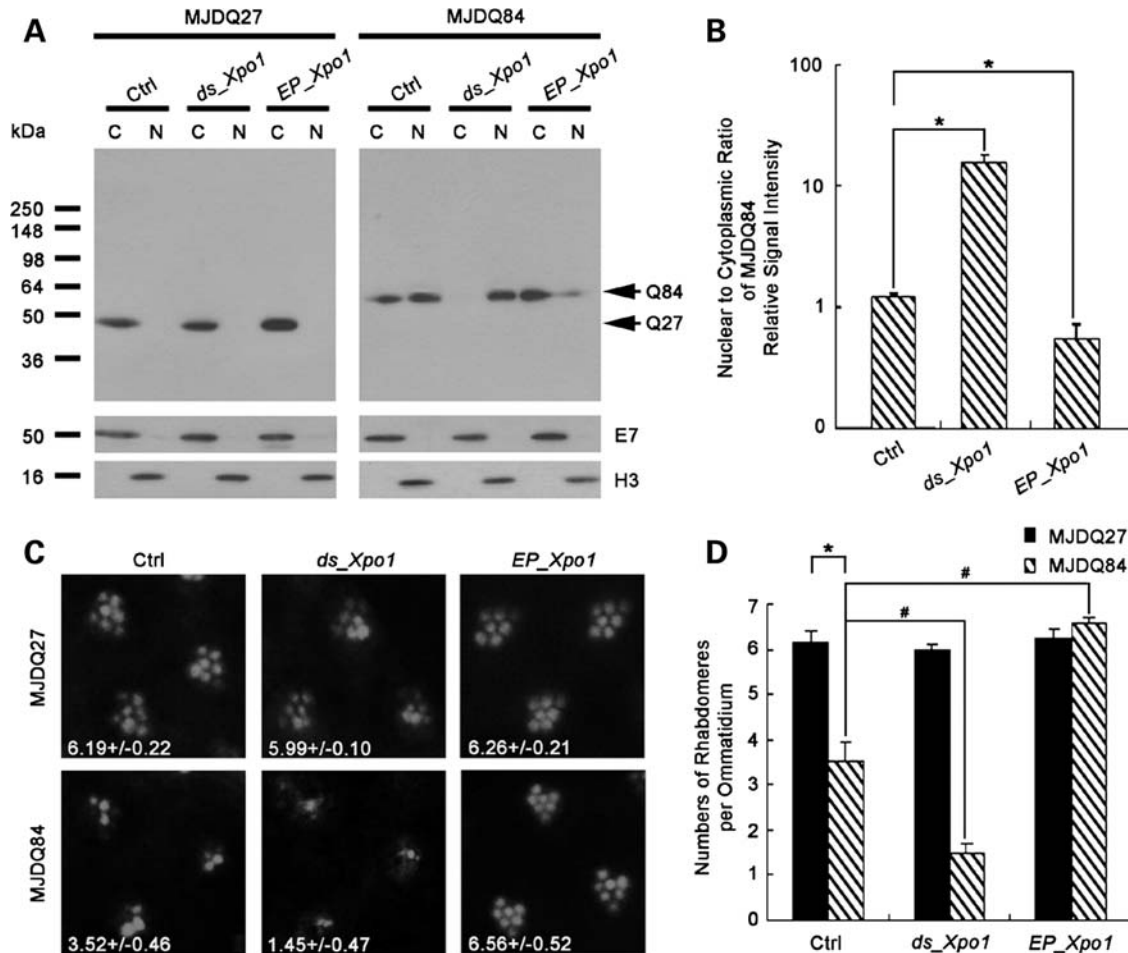 A
MJDQ27 MJDQ84
Ctrl ds_Xpo1 EP_Xpo1 Ctrl ds_Xpo1 EP_Xpo1
kDa C N C N C N C N C N C N
250
148
98
64
50
36
Q84
Q27
50 E7
16 H3
B
Nuclear to Cytoplasmic Ratio
of MJDQ84
Relative Signal Intensity
100
10
1
0
* *
Ctrl ds_Xpo1 EP_Xpo1
C
Ctrl ds_Xpo1 EP_Xpo1
MJDQ27
6.19+/-0.22 5.99+/-0.10 6.26+/-0.21
MJDQ84
3.52+/-0.46 1.45+/-0.47 6.56+/-0.52
D
MJDQ27
MJDQ84
* # #
Numbers of Rhabdomeres
per Ommatidium
7
6
5
4
3
2
1
0
Ctrl ds_Xpo1 EP_Xpo1